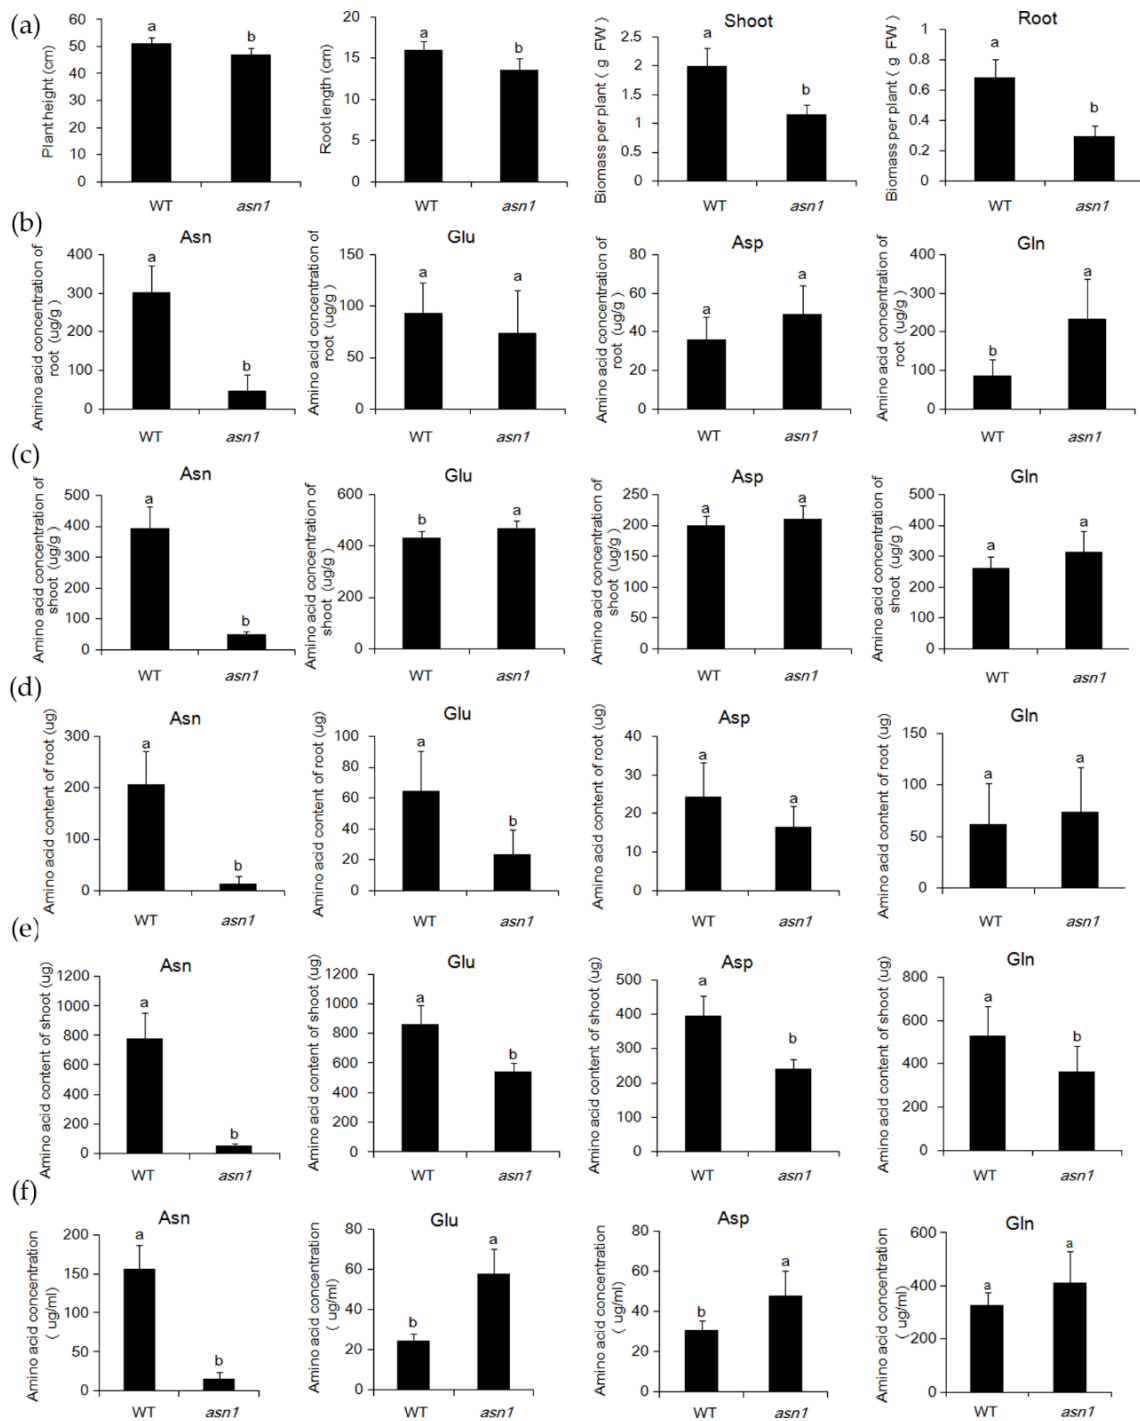 (a)
Plant height (cm)
60
50
40
30
20
10
0
a
b
WT
asn1
Root length (cm)
20
15
10
5
0
a
b
WT
asn1
Shoot
Biomass per plant ( g FW)
2.5
2
1.5
1
0.5
0
a
b
WT
asn1
Root
Biomass per plant ( g FW)
0.8
0.6
0.4
0.2
0
a
b
WT
asn1
(b)
Asn
Amino acid concentration of
root (ug/g)
400
300
200
100
0
a
b
WT
asn1
Glu
Amino acid concentration of
root (ug/g)
150
100
50
0
a
a
WT
asn1
Asp
Amino acid concentration of
root (ug/g)
80
60
40
20
0
a
a
WT
asn1
Gln
Amino acid concentration of
root (ug/g)
400
300
200
100
0
b
a
WT
asn1
(c)
Asn
Amino acid concentration of
shoot (ug/g)
500
400
300
200
100
0
a
b
WT
asn1
Glu
Amino acid concentration of
shoot (ug/g)
600
400
200
0
b
a
WT
asn1
Asp
Amino acid concentration of
shoot (ug/g)
250
200
150
100
50
0
a
a
WT
asn1
Gln
Amino acid concentration of
shoot (ug/g)
500
400
300
200
100
0
a
a
WT
asn1
(d)
Asn
Amino acid content of root (ug)
300
200
100
0
a
b
WT
asn1
Glu
Amino acid content of root (ug)
100
80
60
40
20
0
a
b
WT
asn1
Asp
Amino acid content of root (ug)
40
30
20
10
0
a
a
WT
asn1
Gln
Amino acid content of root (ug)
150
100
50
0
a
a
WT
asn1
(e)
Asn
Amino acid content of shoot (ug)
1200
1000
800
600
400
200
0
a
b
WT
asn1
Glu
Amino acid content of shoot (ug)
1200
1000
800
600
400
200
0
a
b
WT
asn1
Asp
Amino acid content of shoot (ug)
500
400
300
200
100
0
a
b
WT
asn1
Gln
Amino acid content of shoot (ug)
800
600
400
200
0
a
b
WT
asn1
(f)
Asn
Amino acid concentration
( ug/ml)
200
150
100
50
0
a
b
WT
asn1
Glu
Amino acid concentration
( ug/ml)
80
60
40
20
0
b
a
WT
asn1
Asp
Amino acid concentration
( ug/ml)
80
60
40
20
0
b
a
WT
asn1
Gln
Amino acid concentration
( ug/ml)
600
400
200
0
a
a
WT
asn1